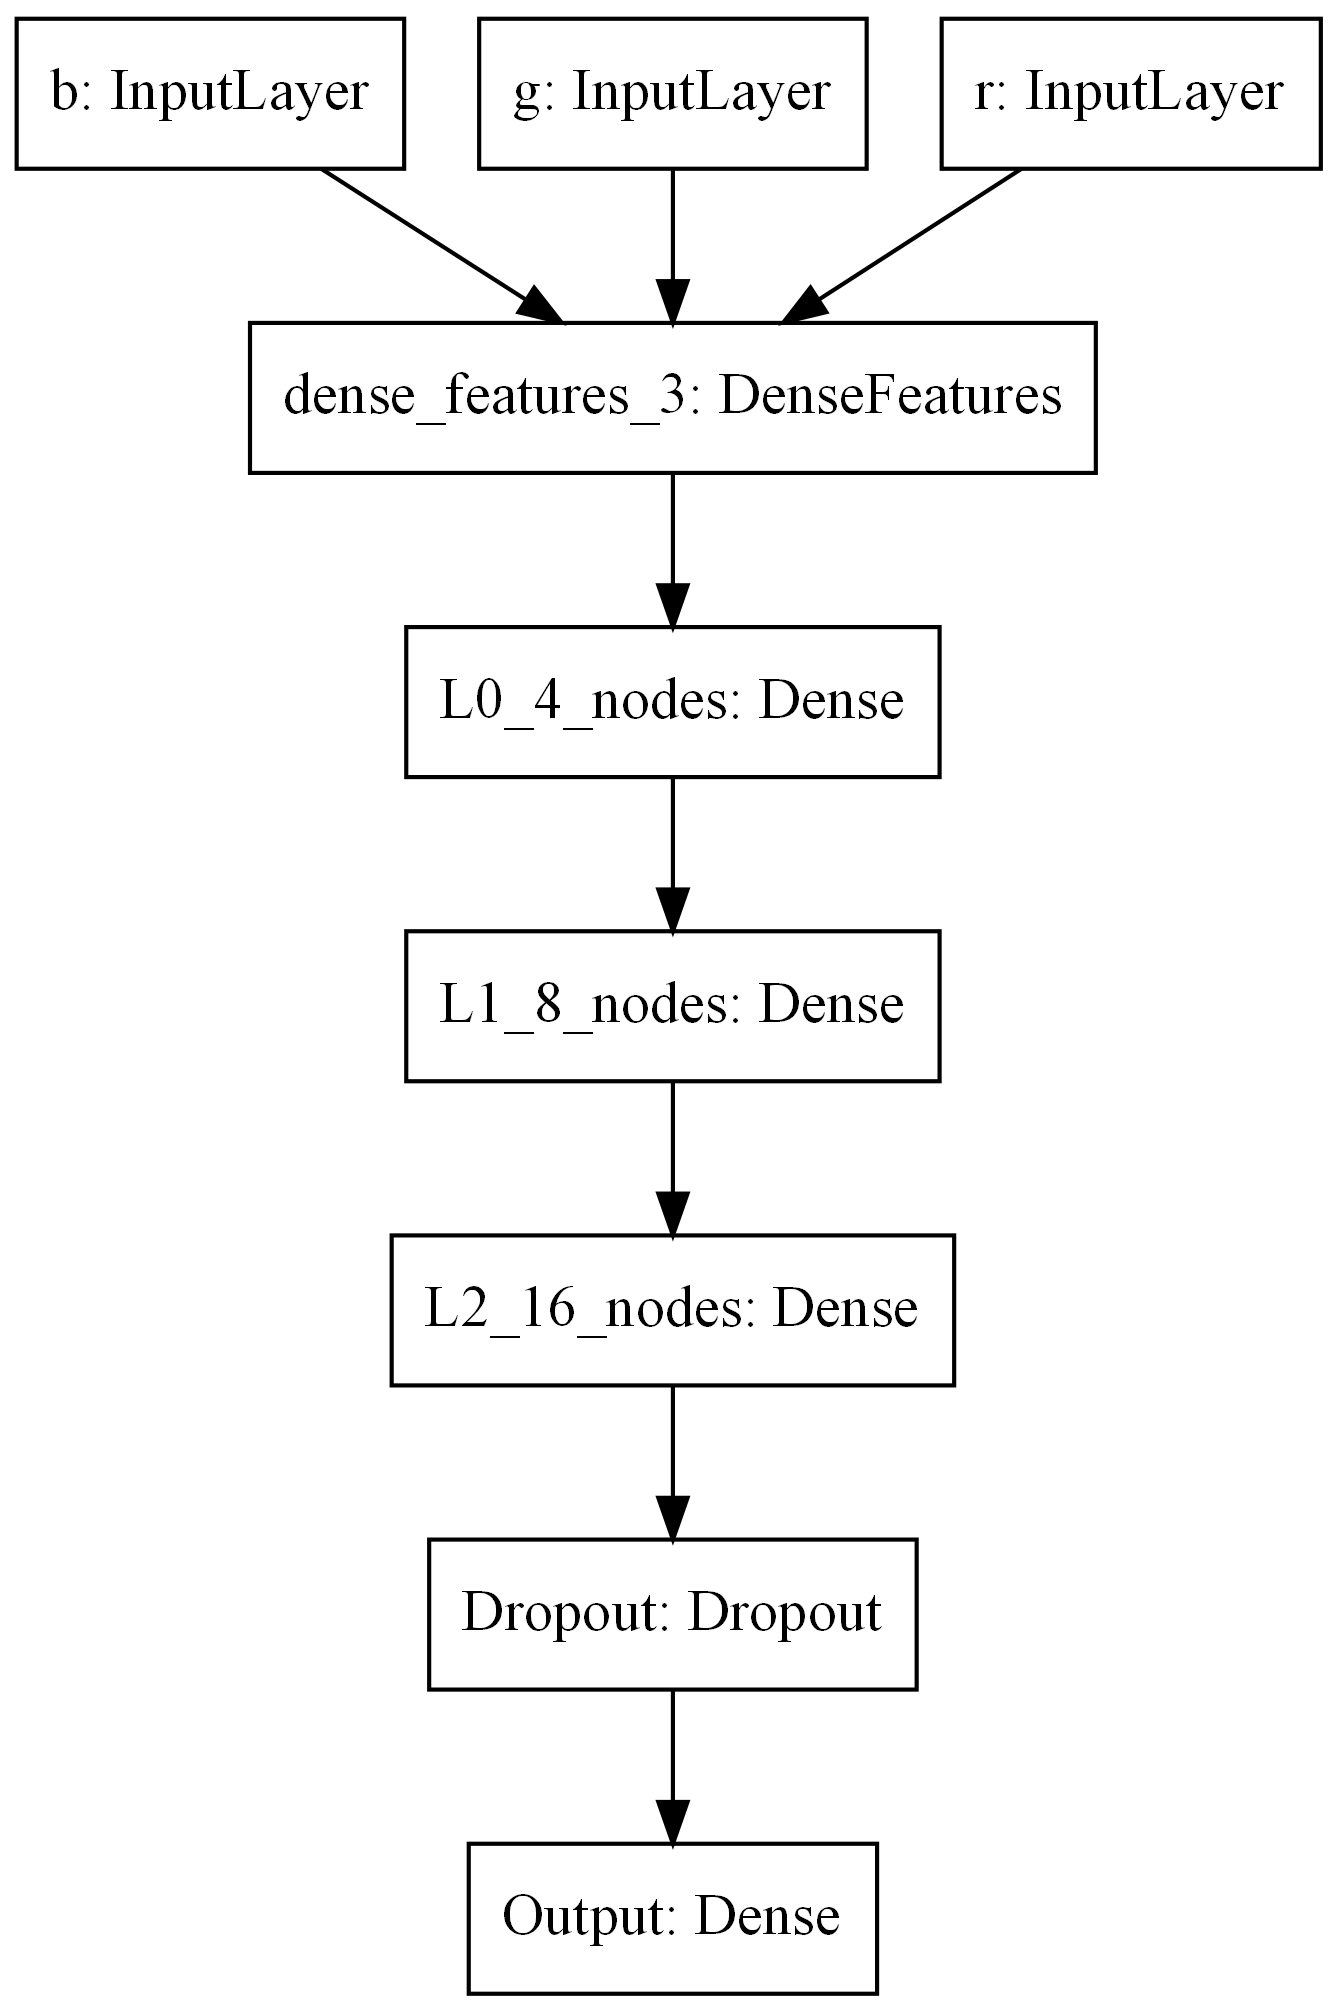 b: InputLayer
g: InputLayer
r: InputLayer
dense_features_3: DenseFeatures
L0_4_nodes: Dense
L1_8_nodes: Dense
L2_16_nodes: Dense
Dropout: Dropout
Output: Dense